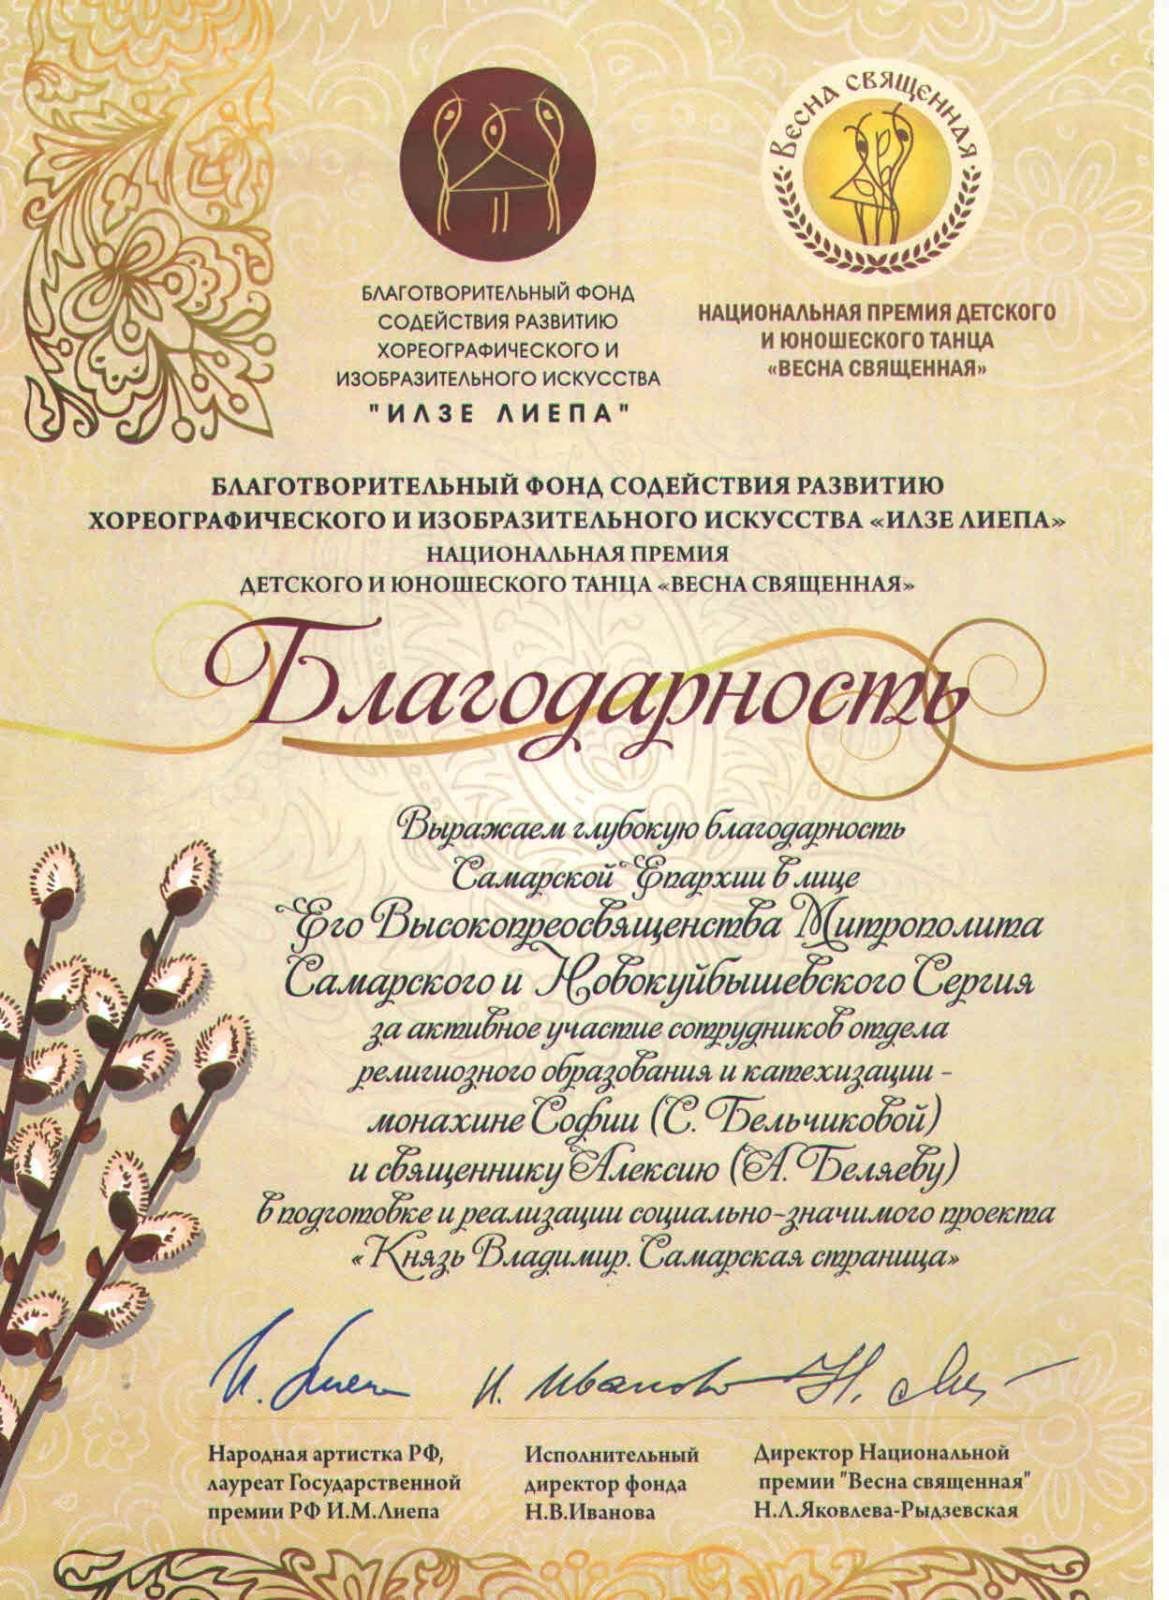 ВЕСНА СВЯЩЕННАЯ
БЛАГОТВОРИТЕЛЬНЫЙ ФОНД
СОДЕЙСТВИЯ РАЗВИТИЮ
ХОРЕОГРАФИЧЕСКОГО И
ИЗОБРАЗИТЕЛЬНОГО ИСКУССТВА
"ИЛЗЕ ЛИЕПА"
НАЦИОНАЛЬНАЯ ПРЕМИЯ ДЕТСКОГО
И ЮНОШЕСКОГО ТАНЦА
«ВЕСНА СВЯЩЕННАЯ»
БЛАГОТВОРИТЕЛЬНЫЙ ФОНД СОДЕЙСТВИЯ РАЗВИТИЮ
ХОРЕОГРАФИЧЕСКОГО И ИЗОБРАЗИТЕЛЬНОГО ИСКУССТВА «ИЛЗЕ ЛИЕПА»
НАЦИОНАЛЬНАЯ ПРЕМИЯ
ДЕТСКОГО И ЮНОШЕСКОГО ТАНЦА «ВЕСНА СВЯЩЕННАЯ»
Благодарность
Выражаем глубокую благодарность
Самарской Епархии в лице
Его Высокопреосвященства Митрополита
Самарского и Новокуйбышевского Сергия
за активное участие сотрудников отдела
религиозного образования и катехизации -
монахине Софии (С. Бельчиковой)
и священнику Алексию (А. Беляеву)
в подготовке и реализации социально-значимого проекта
«Князь Владимир. Самарская страница»
И. Лиепа Н. Иванова
Народная артистка РФ,
лауреат Государственной
премии РФ И.М.Лиепа
Исполнительный
директор фонда
Н.В.Иванова
Директор Национальной
премии "Весна священная"
Н.Л.Яковлева-Рыдзевская